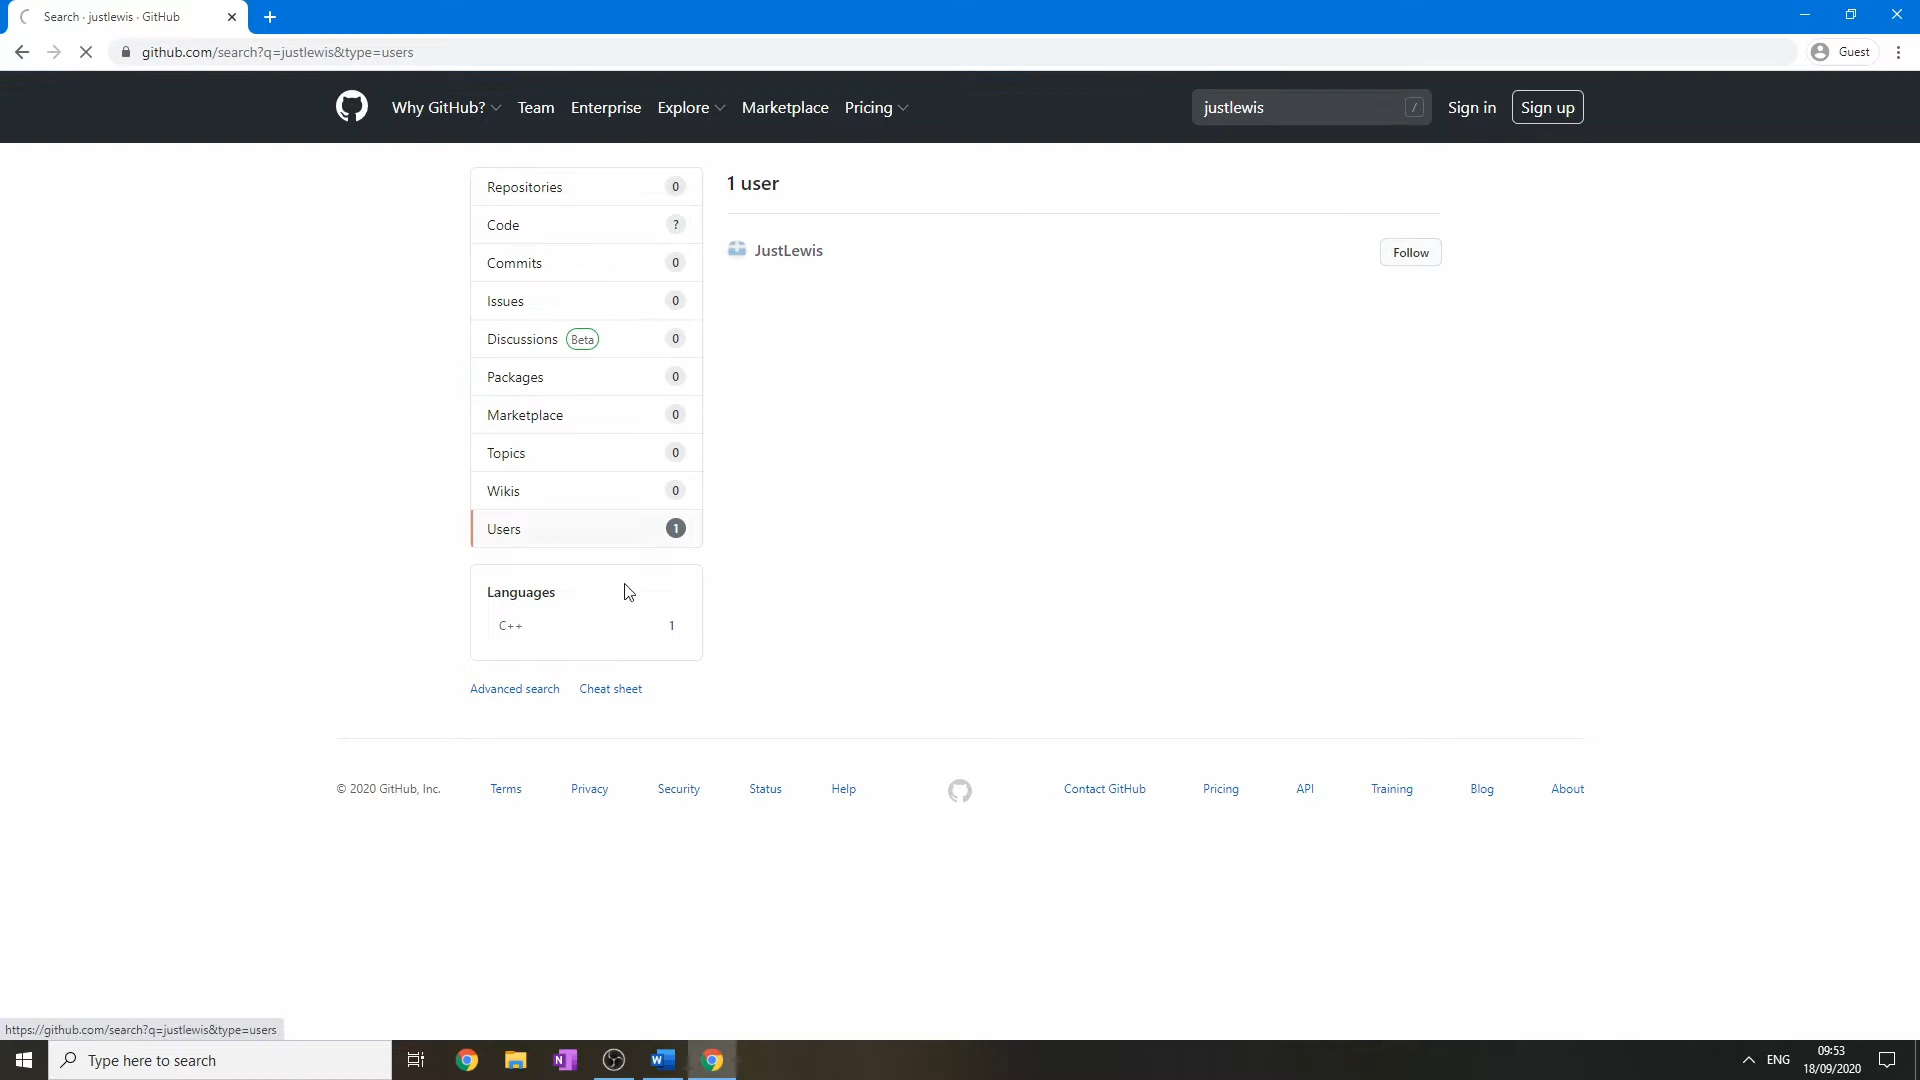 Search · justlewis · GitHub
github.com/search?q=justlewis&type=users
Guest
Why GitHub? Team Enterprise Explore Marketplace Pricing
justlewis /
Sign in Sign up
Repositories 0
Code ?
Commits 0
Issues 0
Discussions Beta 0
Packages 0
Marketplace 0
Topics 0
Wikis 0
Users 1
1 user
JustLewis
Follow
Languages
C++ 1
Advanced search Cheat sheet
© 2020 GitHub, Inc. Terms Privacy Security Status Help Contact GitHub Pricing API Training Blog About
https://github.com/search?q=justlewis&type=users
Type here to search
N
W
ENG
09:53
18/09/2020